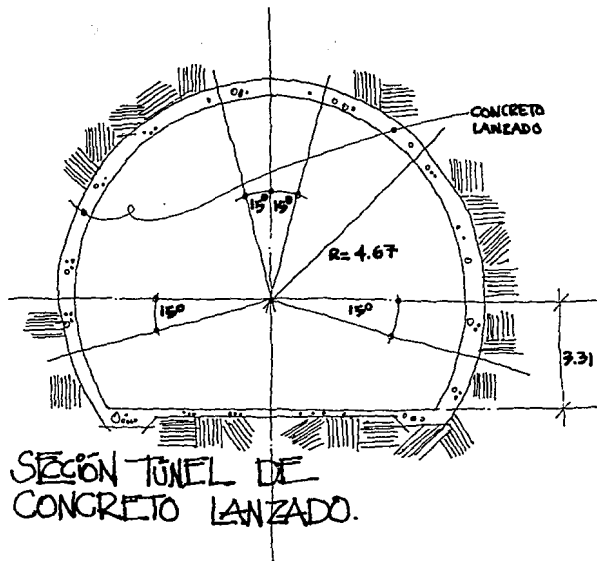 CONCRETO
LANZADO
15° 15°
R= 4.67
15°
15°
3.31
SECCIÓN TÚNEL DE
CONCRETO LANZADO.